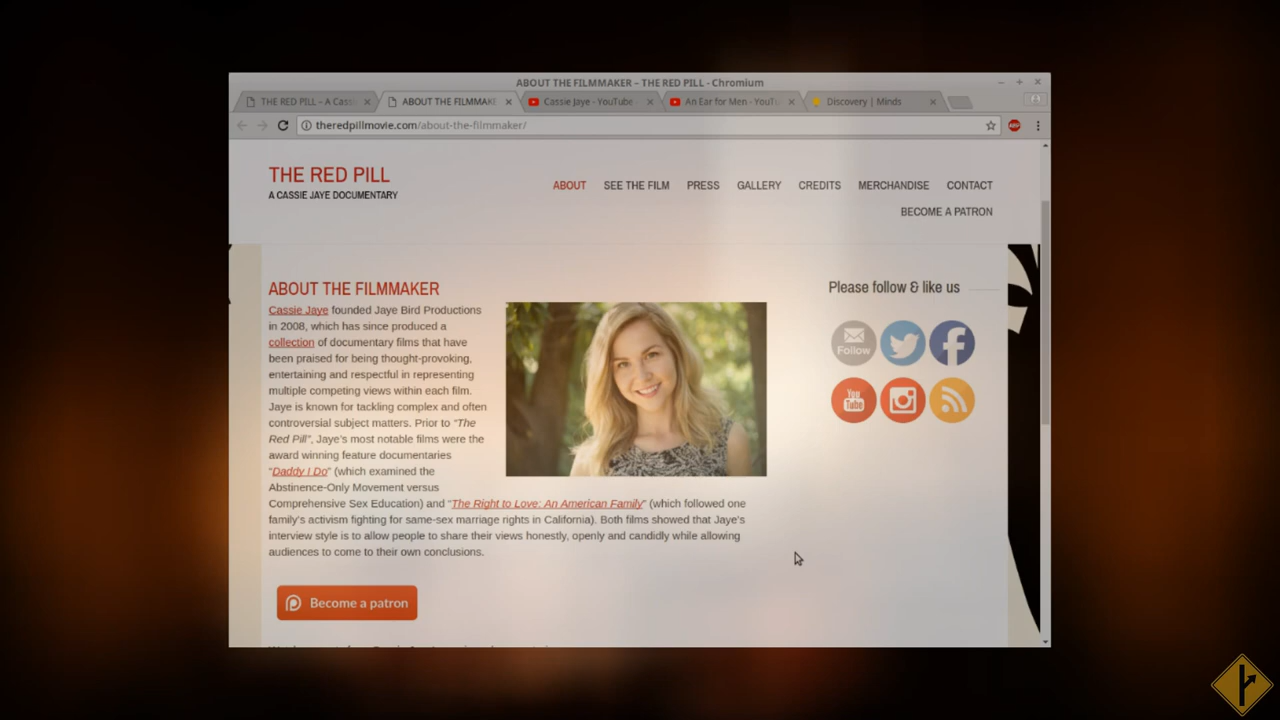 ABOUT THE FILMMAKER – THE RED PILL - Chromium
THE RED PILL – A Cass
ABOUT THE FILMMAKE
Cassie Jaye - YouTube
An Ear for Men - YouTu
Discovery | Minds
theredpillmovie.com/about-the-filmmaker/
ABP
THE RED PILL
A CASSIE JAYE DOCUMENTARY
ABOUT SEE THE FILM PRESS GALLERY CREDITS MERCHANDISE CONTACT
BECOME A PATRON
ABOUT THE FILMMAKER
Cassie Jaye founded Jaye Bird Productions
in 2008, which has since produced a
collection of documentary films that have
been praised for being thought-provoking,
entertaining and respectful in representing
multiple competing views within each film.
Jaye is known for tackling complex and often
controversial subject matters. Prior to "The
Red Pill", Jaye's most notable films were the
award winning feature documentaries
"Daddy I Do" (which examined the
Abstinence-Only Movement versus
Comprehensive Sex Education) and "The Right to Love: An American Family" (which followed one
family's activism fighting for same-sex marriage rights in California). Both films showed that Jaye's
interview style is to allow people to share their views honestly, openly and candidly while allowing
audiences to come to their own conclusions.
Become a patron
Please follow & like us
Follow
You
Tube